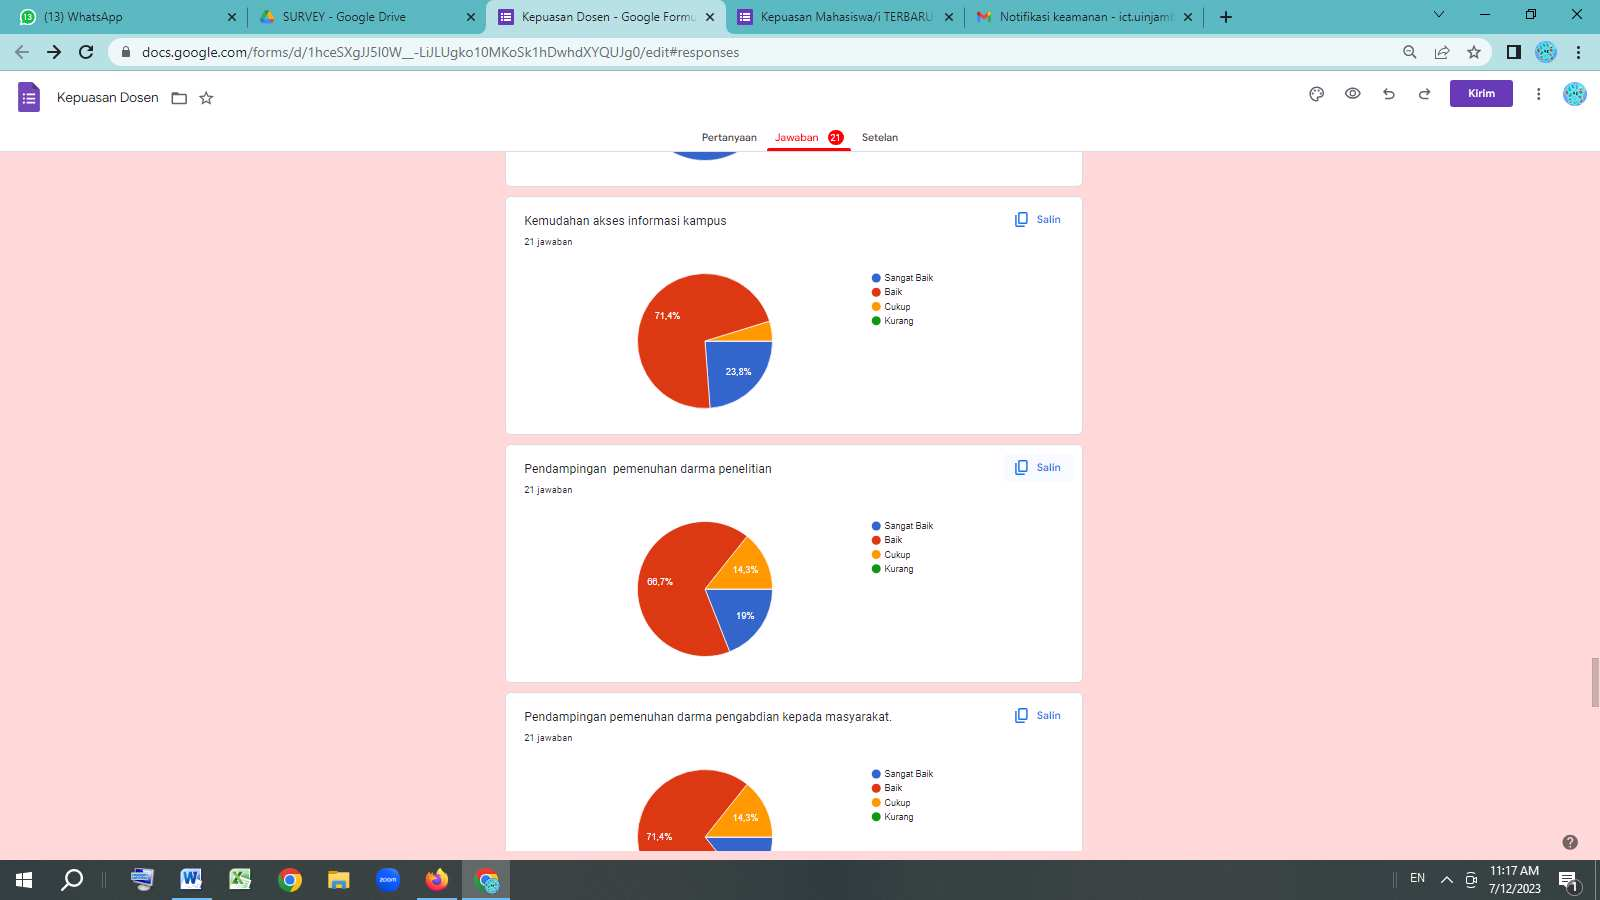 13 (13) WhatsApp
SURVEY - Google Drive
Kepuasan Dosen - Google Formu
Kepuasan Mahasiswa/i TERBARU
Notifikasi keamanan - ict.uinjamb
docs.google.com/forms/d/1hceSXgJJ5I0W__-LiJLUgko10MKoSk1hDwhdXYQUJg0/edit#responses
Kepuasan Dosen
Kirim
Pertanyaan
Jawaban 21
Setelan
Kemudahan akses informasi kampus
Salin
21 jawaban
Sangat Baik
Baik
Cukup
Kurang
71,4%
23,8%
Pendampingan  pemenuhan darma penelitian
Salin
21 jawaban
Sangat Baik
Baik
Cukup
Kurang
14,3%
66,7%
19%
Pendampingan pemenuhan darma pengabdian kepada masyarakat.
Salin
21 jawaban
Sangat Baik
Baik
Cukup
Kurang
14,3%
71,4%
zoom
EN
11:17 AM
7/12/2023
1